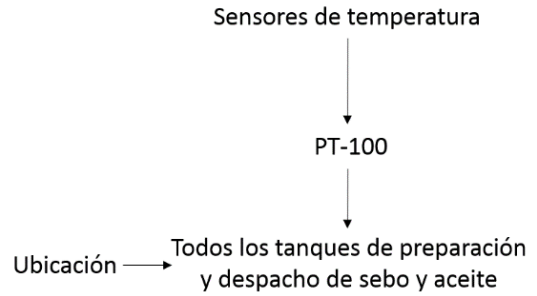 Sensores de temperatura
PT-100
Ubicación
Todos los tanques de preparación
y despacho de sebo y aceite